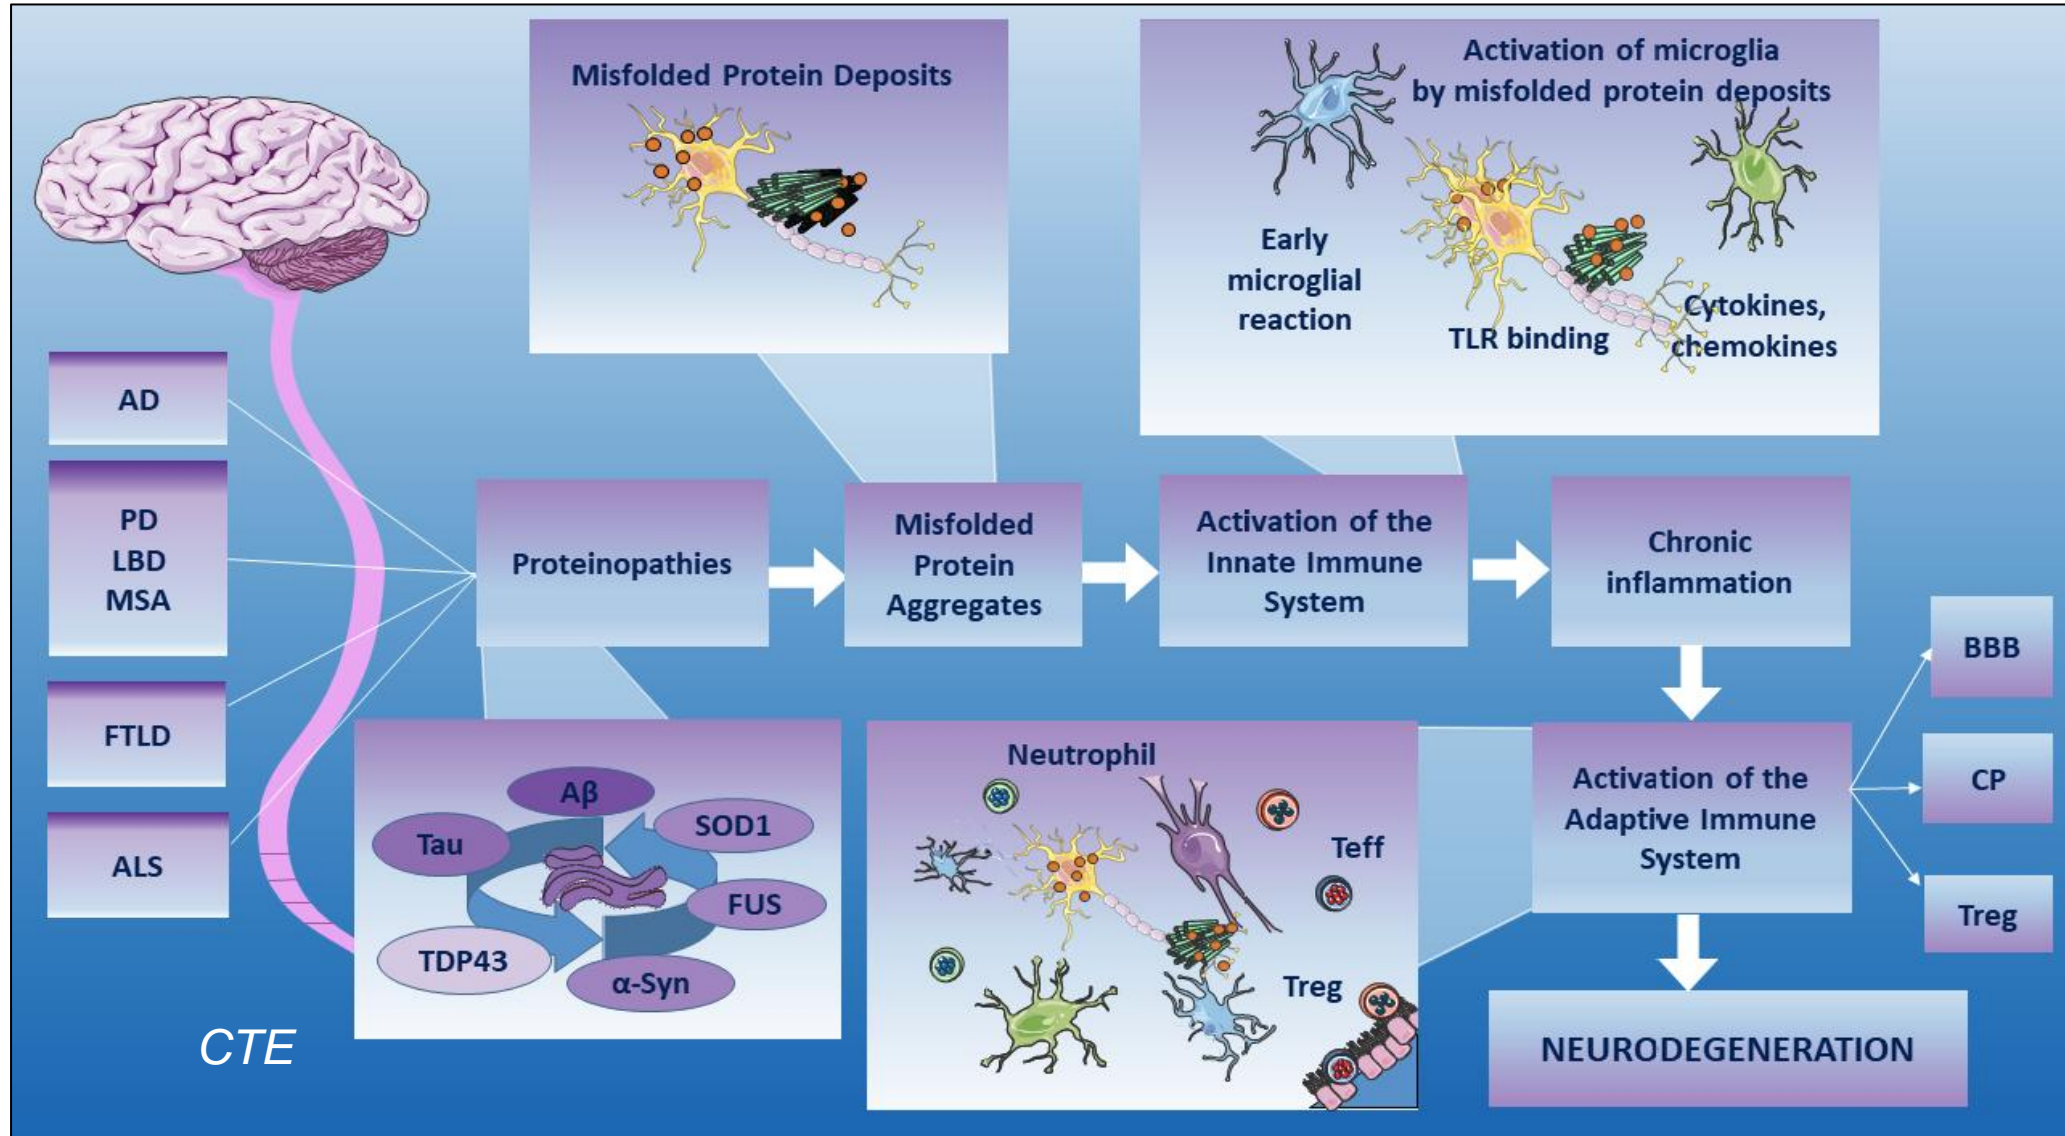 Misfolded Protein Deposits
Activation of microglia
by misfolded protein deposits
Early
microglial
reaction
TLR binding
Cytokines,
chemokines
AD
PD
LBD
MSA
FTLD
ALS
Proteinopathies
Misfolded
Protein
Aggregates
Activation of the
Innate Immune
System
Chronic
inflammation
BBB
CP
Treg
Activation of the
Adaptive Immune
System
Aβ
Tau
SOD1
FUS
TDP43
α-Syn
Neutrophil
Teff
Treg
NEURODEGENERATION
CTE